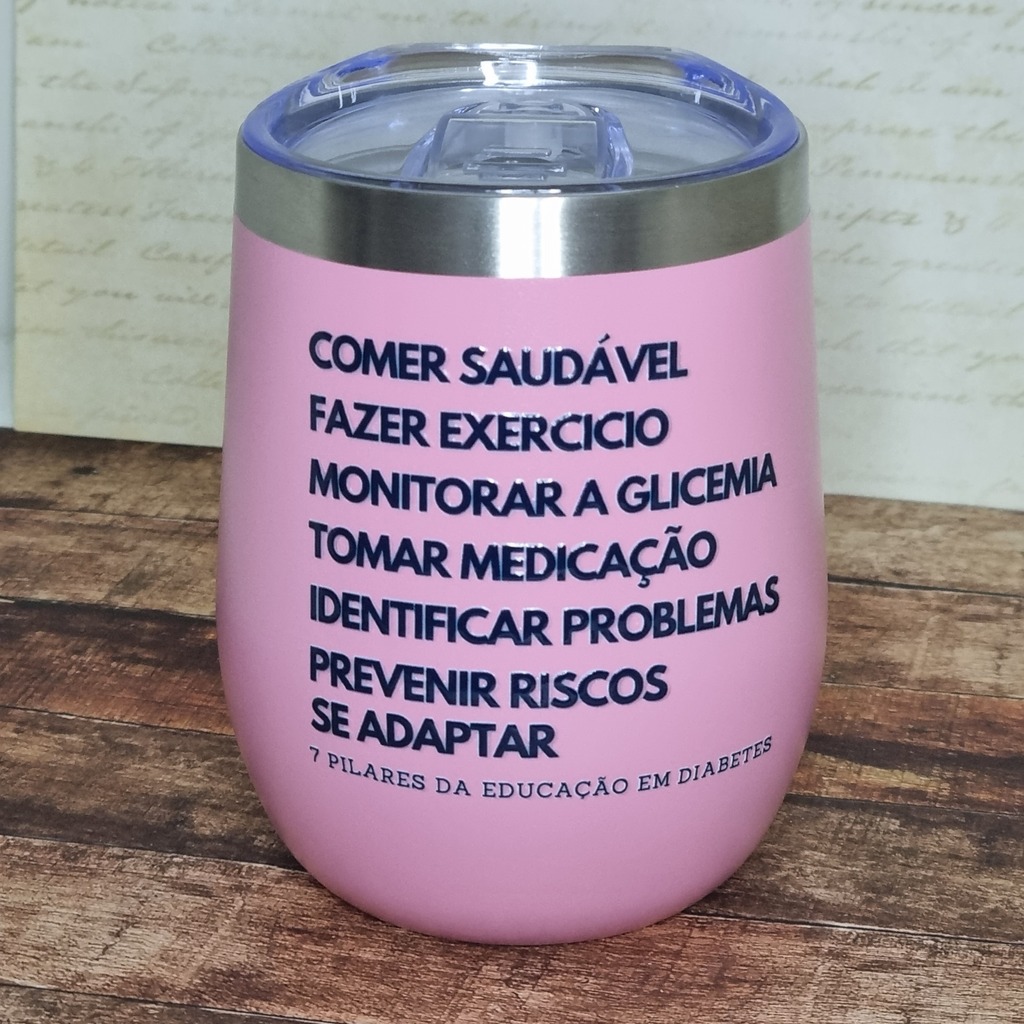 COMER SAUDÁVEL
FAZER EXERCICIO
MONITORAR A GLICEMIA
TOMAR MEDICAÇÃO
IDENTIFICAR PROBLEMAS
PREVENIR RISCOS
SE ADAPTAR
7 PILARES DA EDUCAÇÃO EM DIABETES